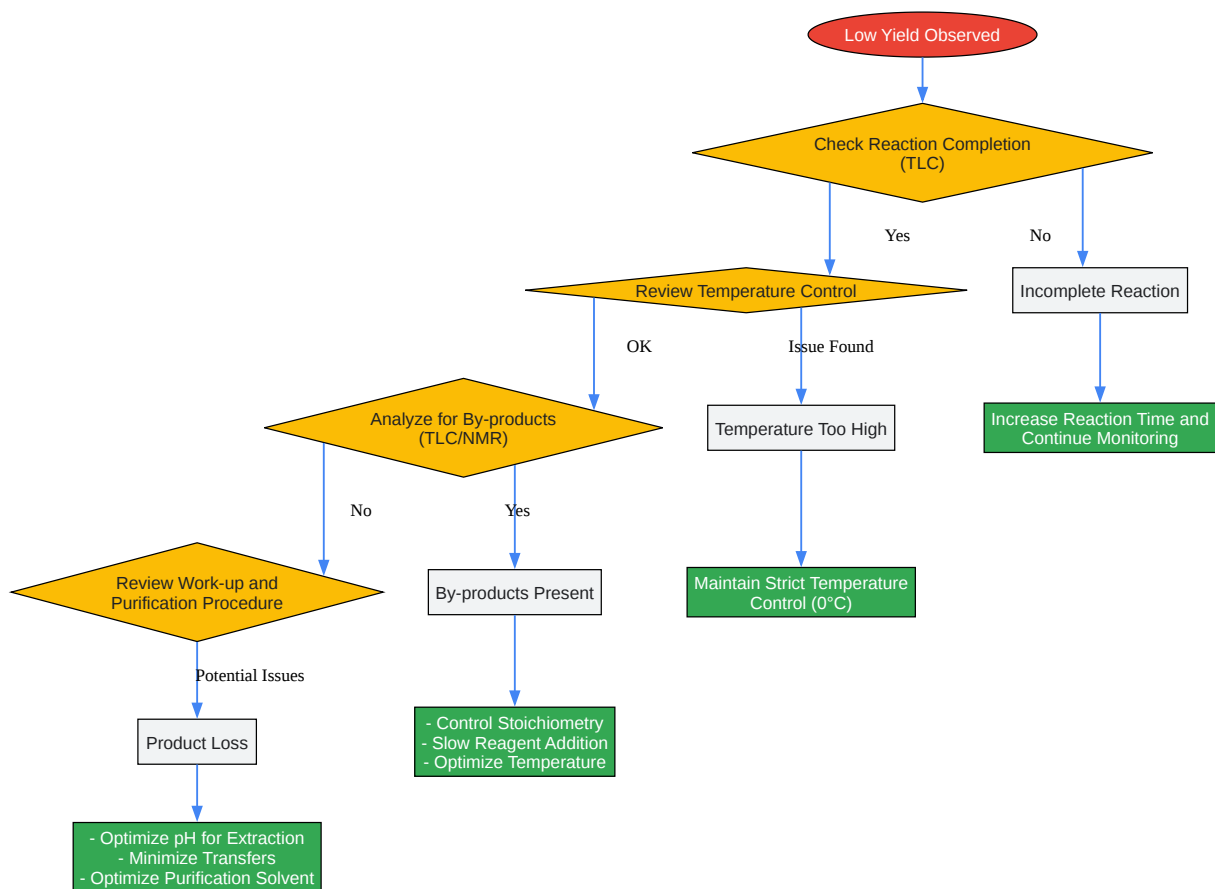 Low Yield Observed
Check Reaction Completion
(TLC)
Yes
No
Review Temperature Control
Incomplete Reaction
OK
Issue Found
Analyze for By-products
(TLC/NMR)
Temperature Too High
Increase Reaction Time and
Continue Monitoring
No
Yes
Review Work-up and
Purification Procedure
By-products Present
Maintain Strict Temperature
Control (0°C)
Potential Issues
Product Loss
- Control Stoichiometry
- Slow Reagent Addition
- Optimize Temperature
- Optimize pH for Extraction
- Minimize Transfers
- Optimize Purification Solvent